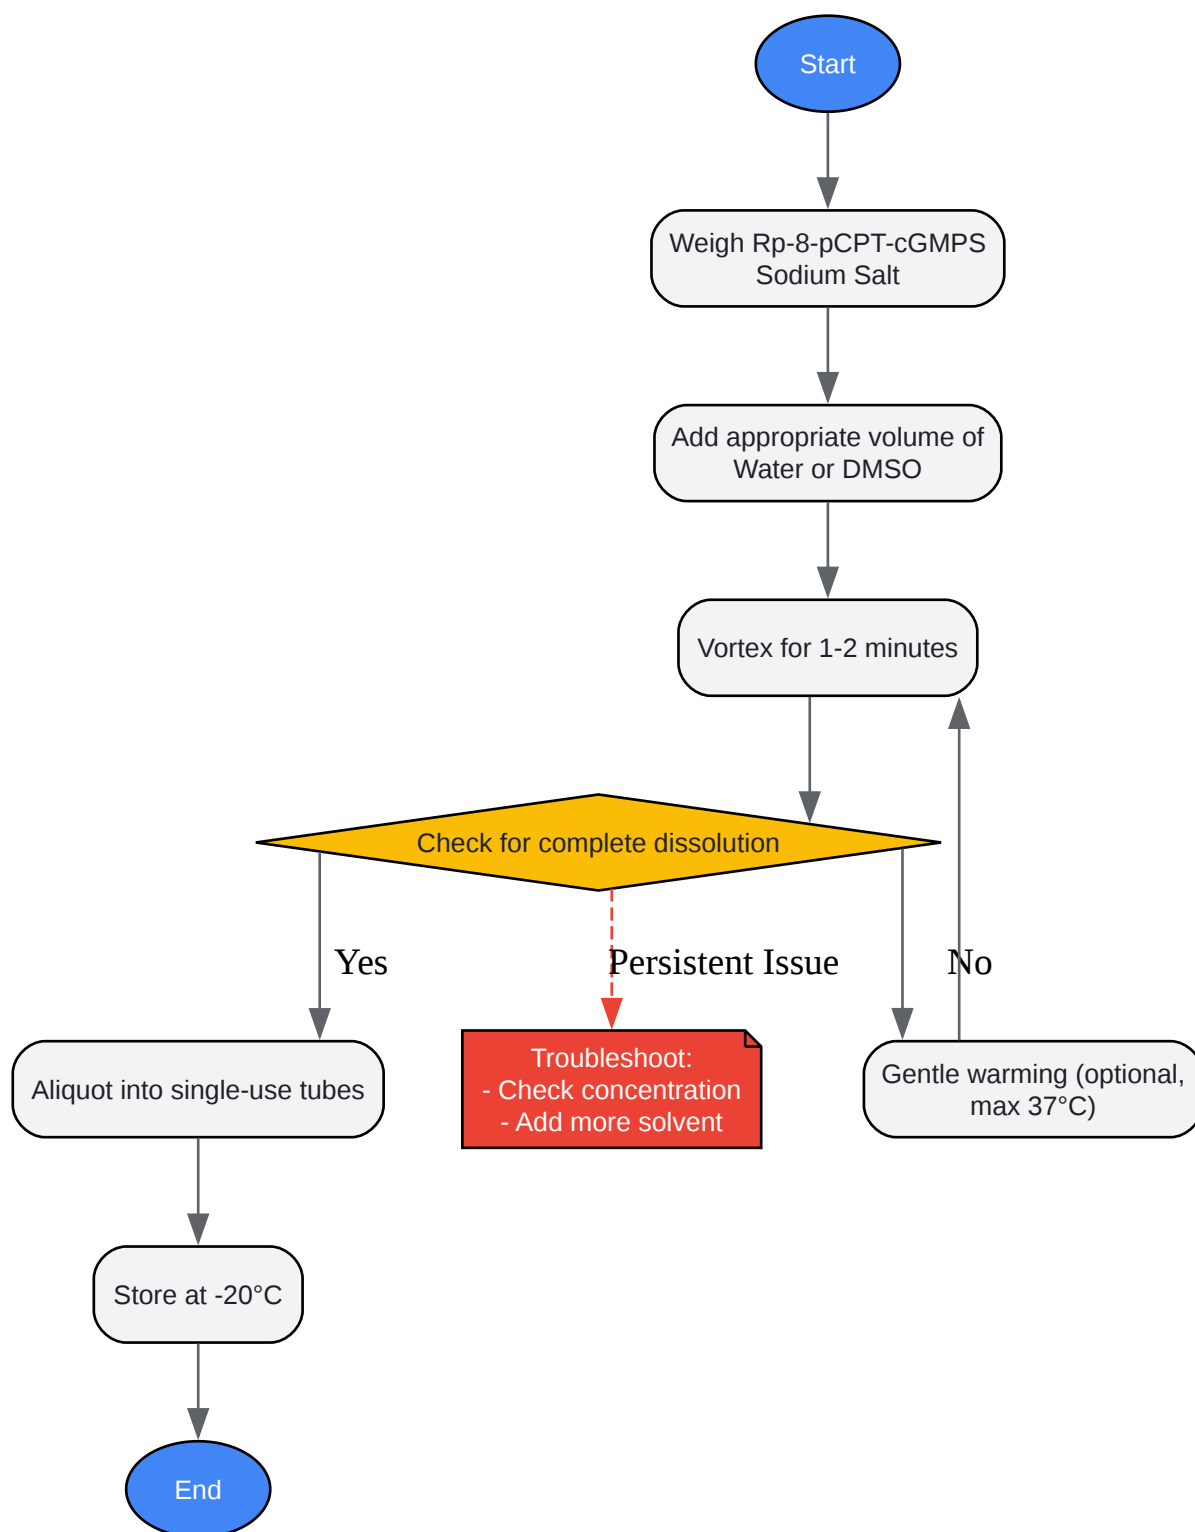 Start
Weigh Rp-8-pCPT-cGMPS
Sodium Salt
Add appropriate volume of
Water or DMSO
Vortex for 1-2 minutes
Check for complete dissolution
Yes
Persistent Issue
No
Aliquot into single-use tubes
Troubleshoot:
- Check concentration
- Add more solvent
Gentle warming (optional,
max 37°C)
Store at -20°C
End